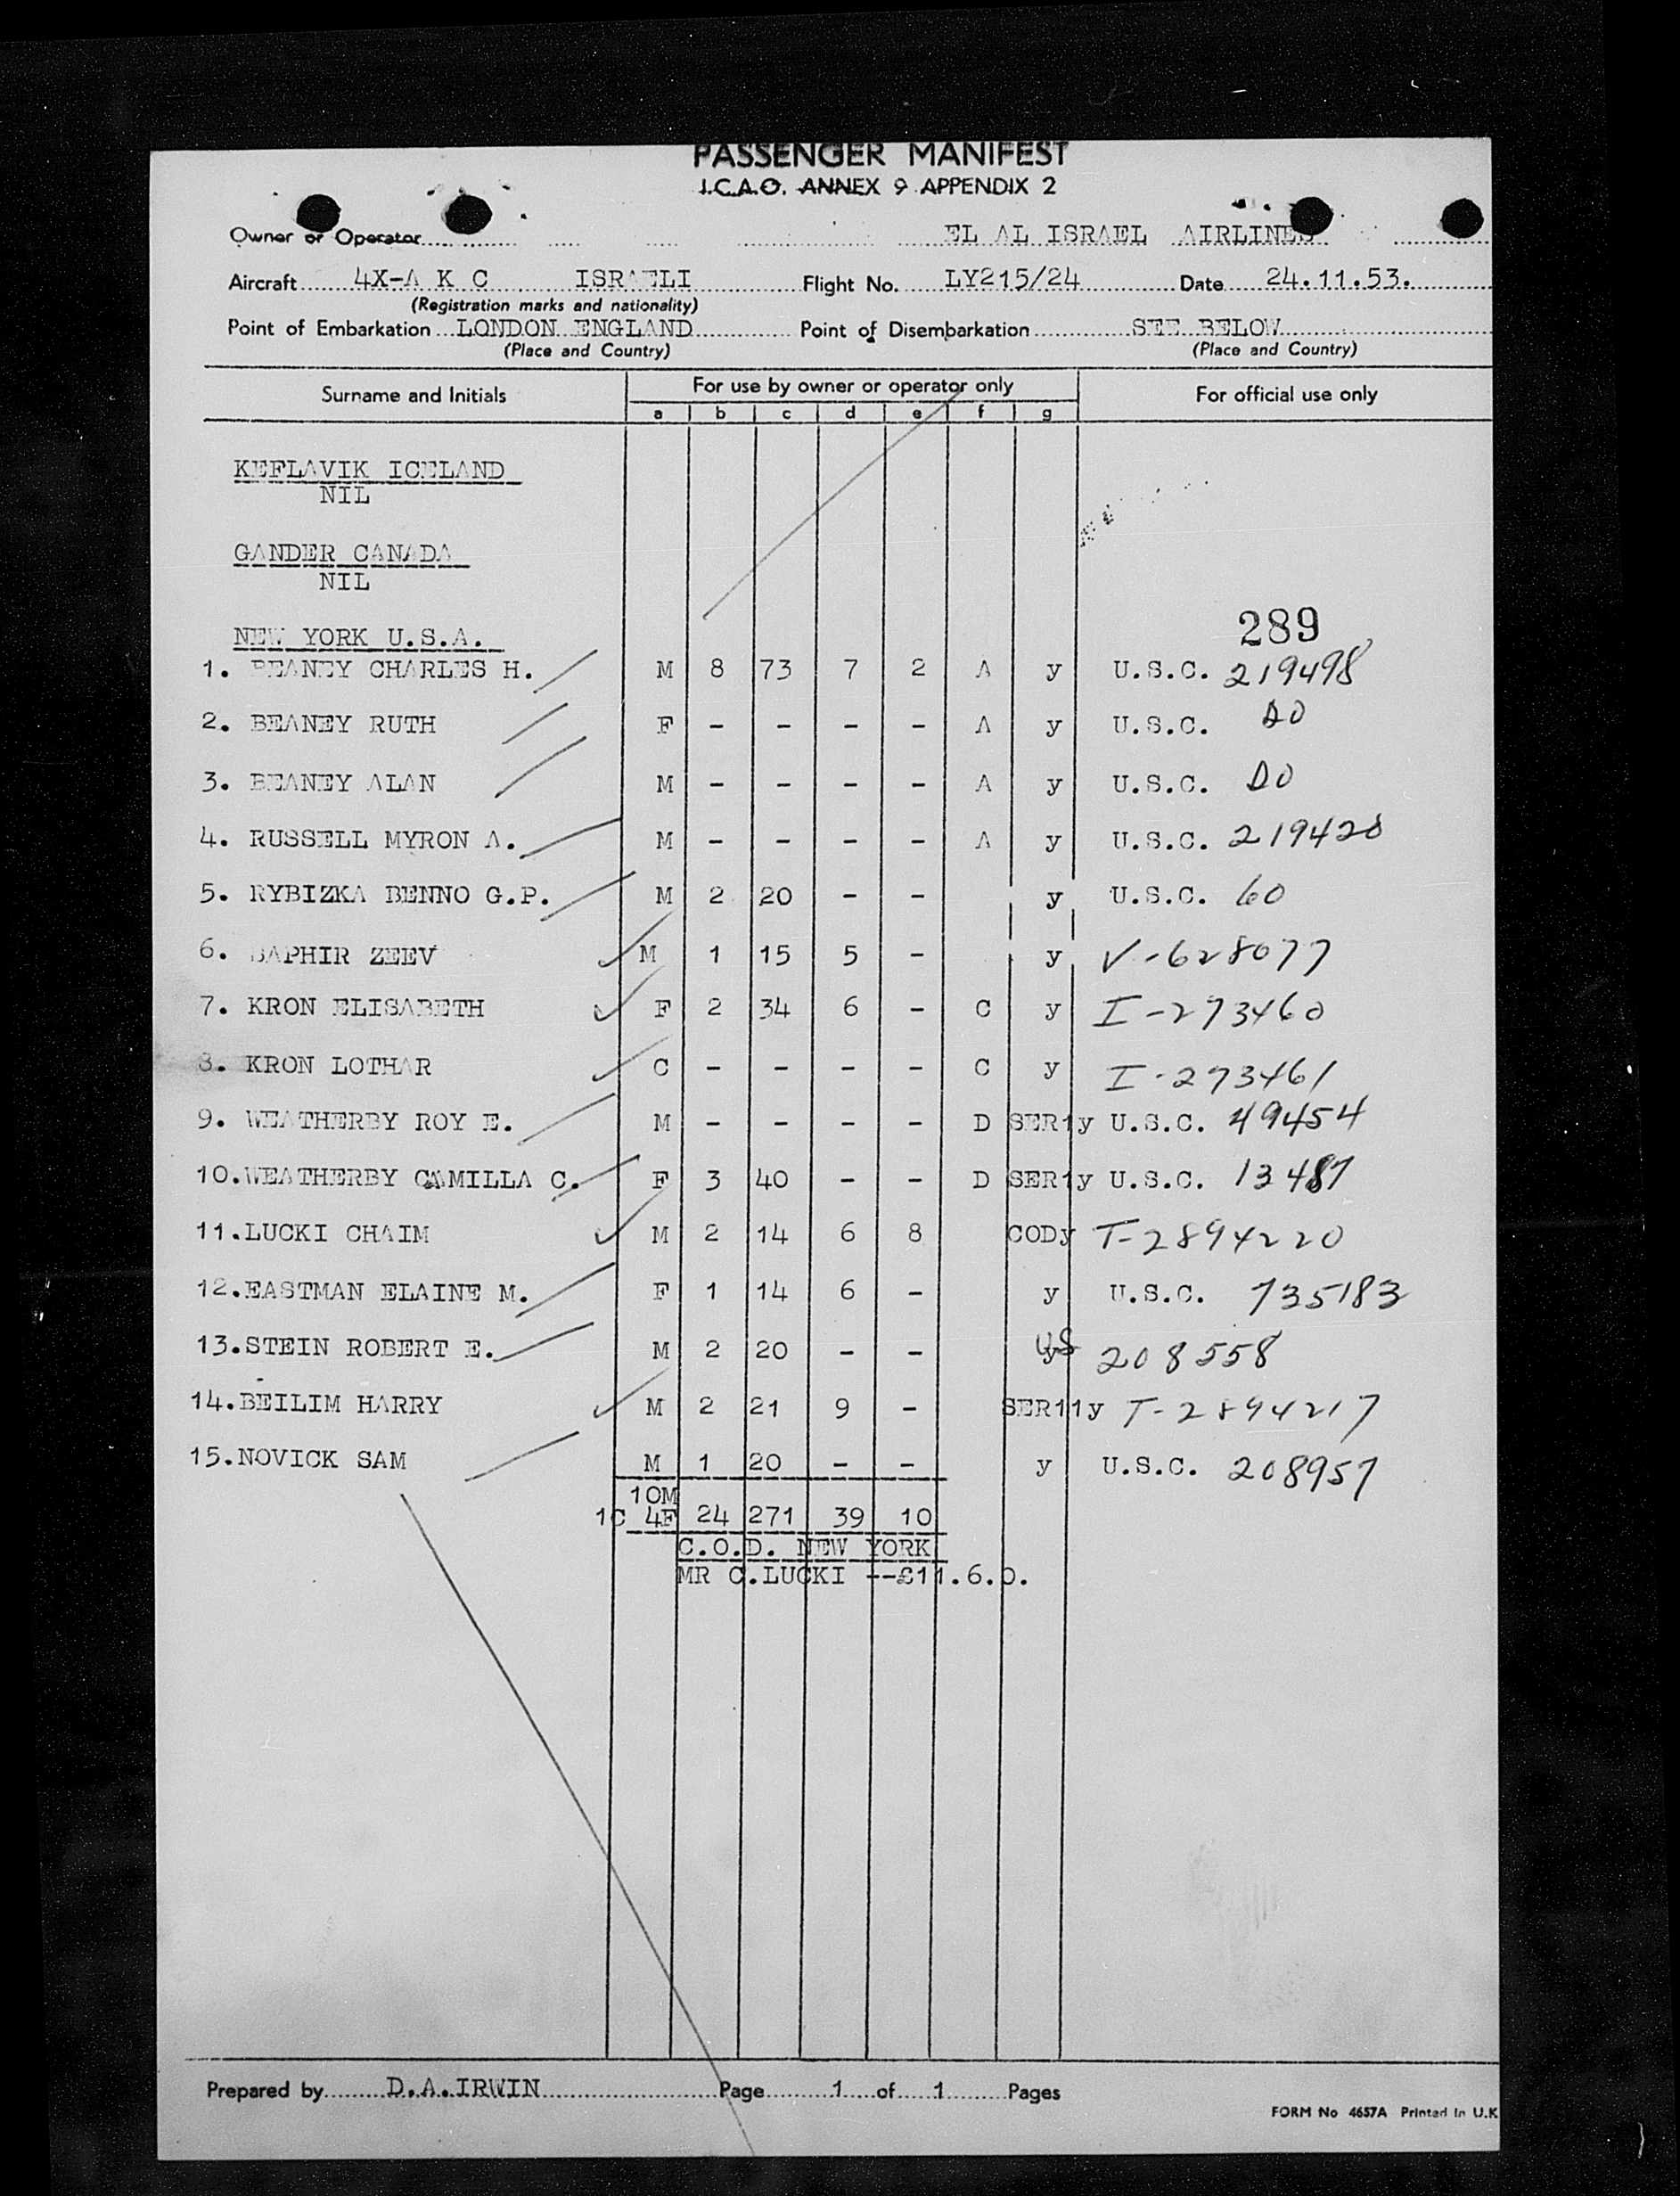 PASSENGER MANIFEST
I.C.A.O. ANNEX 9 APPENDIX 2
Owner or Operator EL AL ISRAEL AIRLINES
Aircraft 4X-A K C ISRAELI Flight No. LY215/24 Date 24.11.53.
(Registration marks and nationality)
Point of Embarkation LONDON ENGLAND Point of Disembarkation SEE BELOW
(Place and Country) (Place and Country)
Surname and Initials For use by owner or operator only For official use only
a b c d e f g
KEFLAVIK ICELAND
NIL
GANDER CANADA
NIL
289
NEW YORK U.S.A.
1. BEANEY CHARLES H. M 8 73 7 2 A y U.S.C. 219498
2. BEANEY RUTH F - - - - A y U.S.C. DO
3. BEANEY ALAN M - - - - A y U.S.C. DO
4. RUSSELL MYRON A. M - - - - A y U.S.C. 219420
5. RYBIZKA BENNO G.P. M 2 20 - - y U.S.C. 60
6. SAPHIR ZEEV M 1 15 5 - y V-628077
7. KRON ELISABETH F 2 34 6 - C y I-273460
8. KRON LOTHAR C - - - - C y I-273461
9. WEATHERBY ROY E. M - - - - D SER1y U.S.C. 49454
10.WEATHERBY CAMILLA C. F 3 40 - - D SER1y U.S.C. 13487
11.LUCKI CHAIM M 2 14 6 8 CODy T-2894220
12.EASTMAN ELAINE M. F 1 14 6 - y U.S.C. 735183
13.STEIN ROBERT E. M 2 20 - - y US 208558
14.BEILIM HARRY M 2 21 9 - SER11y T-2894217
15.NOVICK SAM M 1 20 - - y U.S.C. 208957
10M
1C 4F 24 271 39 10
C.O.D. NEW YORK
MR C.LUCKI --£11.6.0.
Prepared by D.A.IRWIN Page 1 of 1 Pages
FORM No 4657A Printed in U.K